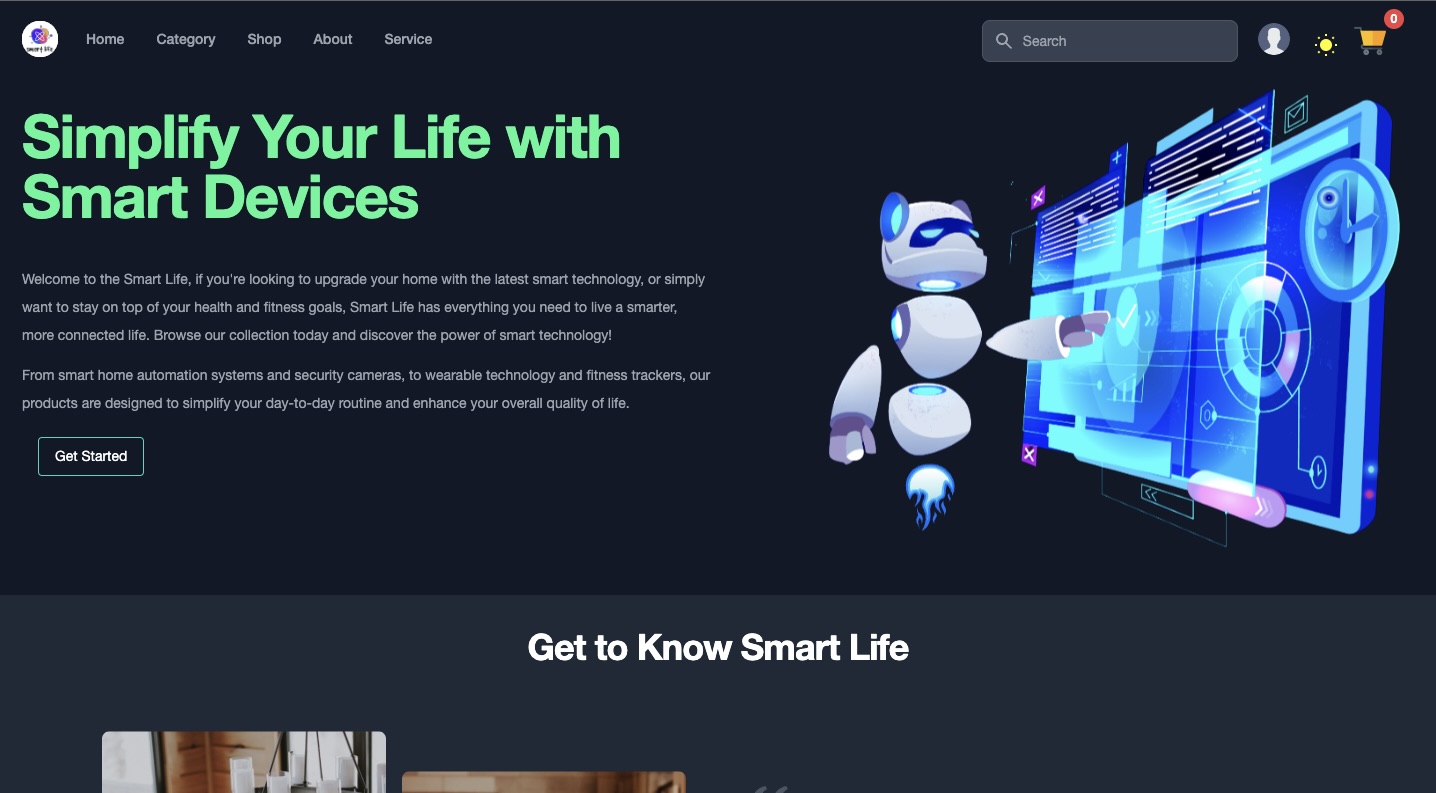 smart life
Home
Category
Shop
About
Service
Search
0
Simplify Your Life with
Smart Devices
Welcome to the Smart Life, if you're looking to upgrade your home with the latest smart technology, or simply
want to stay on top of your health and fitness goals, Smart Life has everything you need to live a smarter,
more connected life. Browse our collection today and discover the power of smart technology!
From smart home automation systems and security cameras, to wearable technology and fitness trackers, our
products are designed to simplify your day-to-day routine and enhance your overall quality of life.
Get Started
Get to Know Smart Life